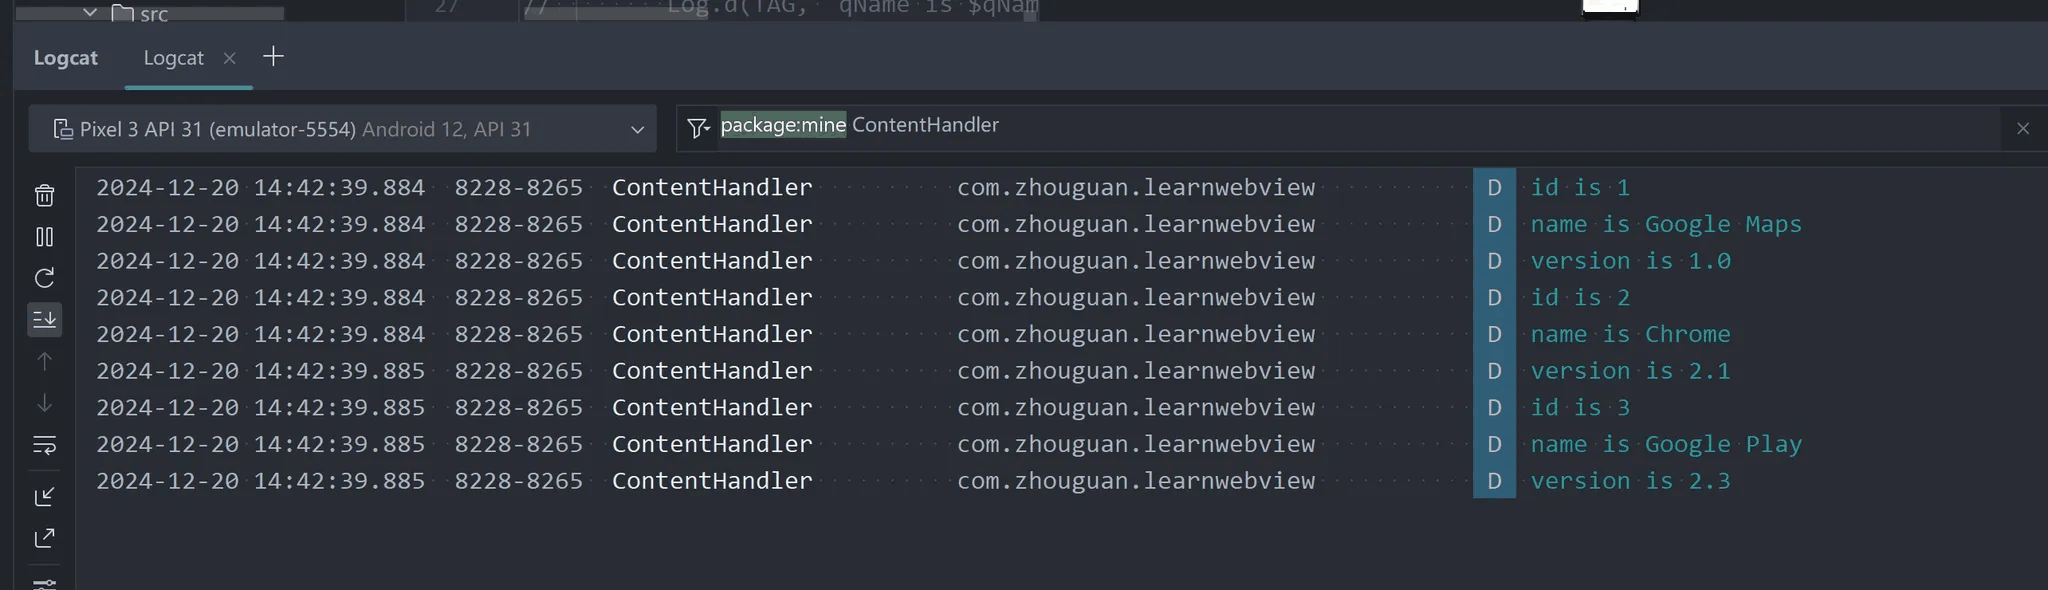 src
27 // Log.d(TAG, "qName is $qNam
Logcat Logcat
Pixel 3 API 31 (emulator-5554) Android 12, API 31 package:mine ContentHandler
2024-12-20 14:42:39.884 8228-8265 ContentHandler com.zhouguan.learnwebview D id is 1
2024-12-20 14:42:39.884 8228-8265 ContentHandler com.zhouguan.learnwebview D name is Google Maps
2024-12-20 14:42:39.884 8228-8265 ContentHandler com.zhouguan.learnwebview D version is 1.0
2024-12-20 14:42:39.884 8228-8265 ContentHandler com.zhouguan.learnwebview D id is 2
2024-12-20 14:42:39.884 8228-8265 ContentHandler com.zhouguan.learnwebview D name is Chrome
2024-12-20 14:42:39.885 8228-8265 ContentHandler com.zhouguan.learnwebview D version is 2.1
2024-12-20 14:42:39.885 8228-8265 ContentHandler com.zhouguan.learnwebview D id is 3
2024-12-20 14:42:39.885 8228-8265 ContentHandler com.zhouguan.learnwebview D name is Google Play
2024-12-20 14:42:39.885 8228-8265 ContentHandler com.zhouguan.learnwebview D version is 2.3